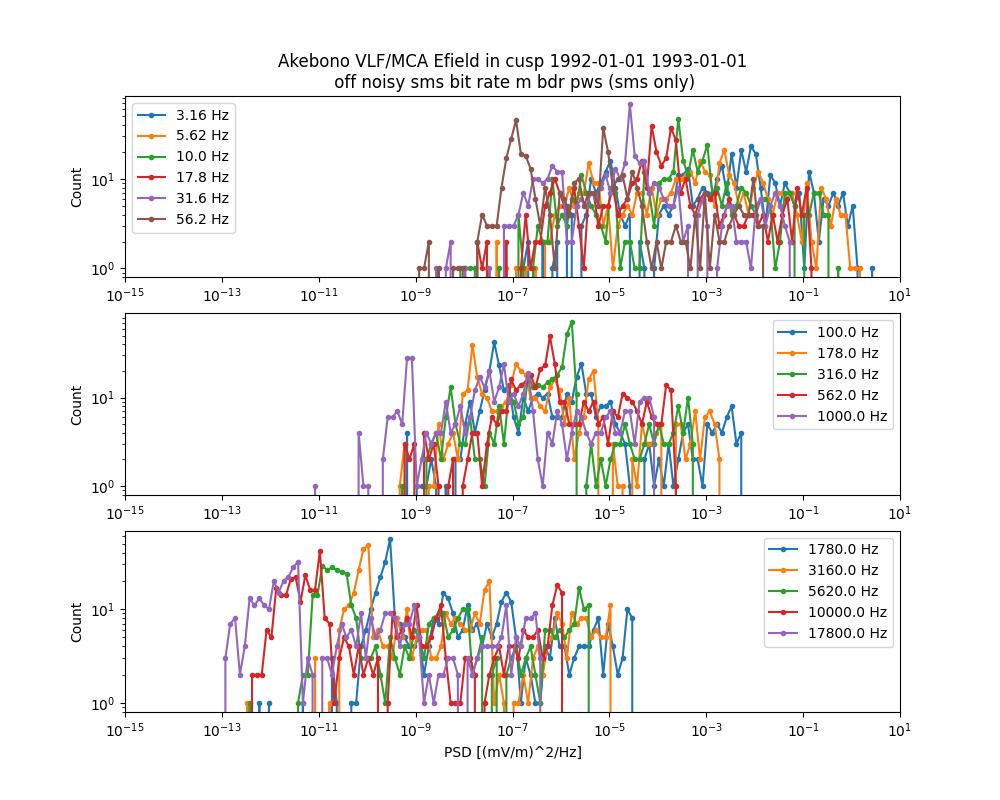 Akebono VLF/MCA Efield in cusp 1992-01-01 1993-01-01
off noisy sms bit rate m bdr pws (sms only)
Count
10^1
10^0
3.16 Hz
5.62 Hz
10.0 Hz
17.8 Hz
31.6 Hz
56.2 Hz
10^-15 10^-13 10^-11 10^-9 10^-7 10^-5 10^-3 10^-1 10^1
Count
10^1
10^0
100.0 Hz
178.0 Hz
316.0 Hz
562.0 Hz
1000.0 Hz
10^-15 10^-13 10^-11 10^-9 10^-7 10^-5 10^-3 10^-1 10^1
Count
10^1
10^0
1780.0 Hz
3160.0 Hz
5620.0 Hz
10000.0 Hz
17800.0 Hz
10^-15 10^-13 10^-11 10^-9 10^-7 10^-5 10^-3 10^-1 10^1
PSD [(mV/m)^2/Hz]